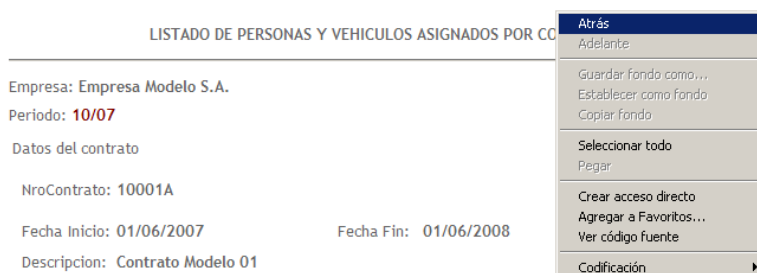 LISTADO DE PERSONAS Y VEHICULOS ASIGNADOS POR CO
Empresa: Empresa Modelo S.A.
Periodo: 10/07
Datos del contrato
NroContrato: 10001A
Fecha Inicio: 01/06/2007 Fecha Fin: 01/06/2008
Descripcion: Contrato Modelo 01
Atrás
Adelante
Guardar fondo como...
Establecer como fondo
Copiar fondo
Seleccionar todo
Pegar
Crear acceso directo
Agregar a Favoritos...
Ver código fuente
Codificación